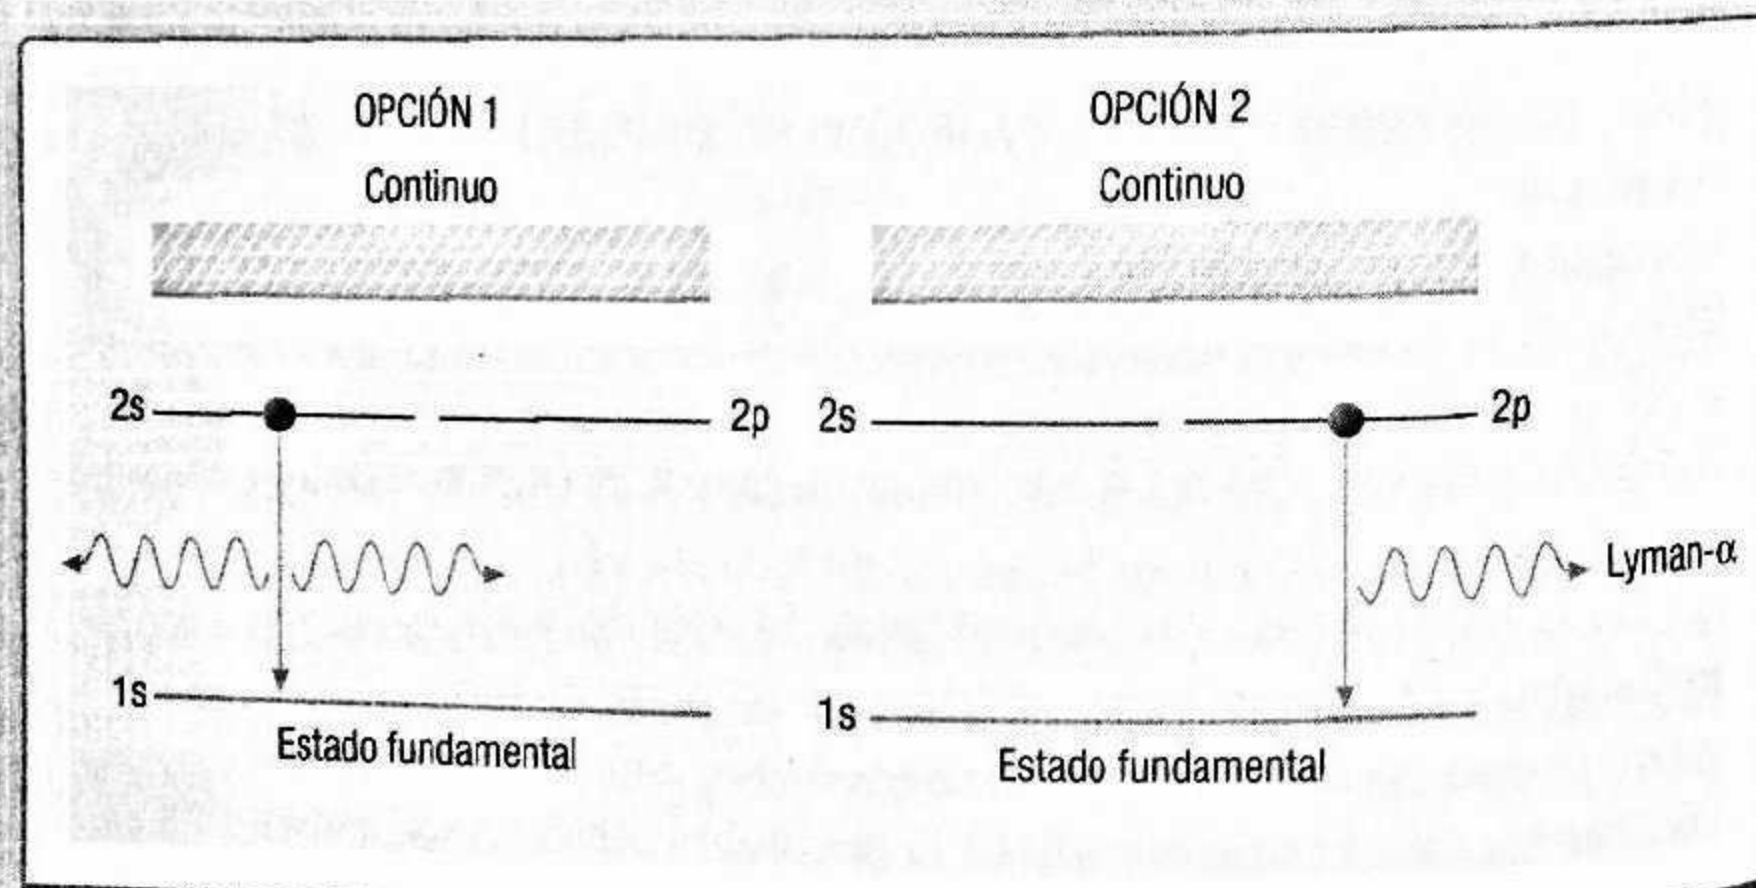 OPCIÓN 1
Continuo
2s
2p
1s
Estado fundamental
OPCIÓN 2
Continuo
2s
2p
Lyman-α
1s
Estado fundamental